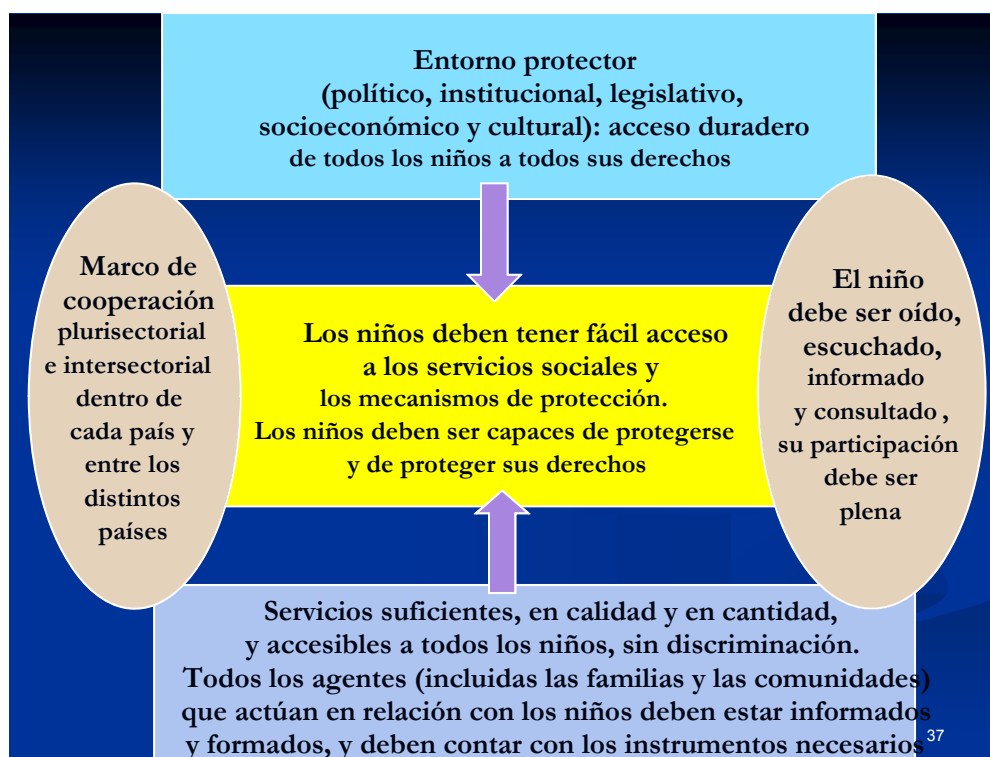 Entorno protector
(político, institucional, legislativo,
socioeconómico y cultural): acceso duradero
de todos los niños a todos sus derechos
Marco de
cooperación
plurisectorial
e intersectorial
dentro de
cada país y
entre los
distintos
países
Los niños deben tener fácil acceso
a los servicios sociales y
los mecanismos de protección.
Los niños deben ser capaces de protegerse
y de proteger sus derechos
El niño
debe ser oído,
escuchado,
informado
y consultado ,
su participación
debe ser
plena
Servicios suficientes, en calidad y en cantidad,
y accesibles a todos los niños, sin discriminación.
Todos los agentes (incluidas las familias y las comunidades)
que actúan en relación con los niños deben estar informados
y formados, y deben contar con los instrumentos necesarios
37